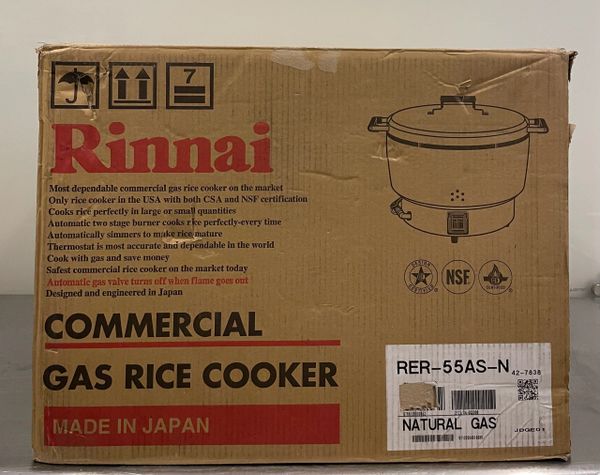 7
Rinnai
Most dependable commercial gas rice cooker on the market
Only rice cooker in the USA with both CSA and NSF certification
Cooks rice perfectly in large or small quantities
Automatic two stage burner cooks rice perfectly-every time
Automatically simmers to make rice mature
Thermostat is most accurate and dependable in the world
Cook with gas and save money
Safest commercial rice cooker on the market today
Automatic gas valve turns off when flame goes out
Designed and engineered in Japan
NSF
COMMERCIAL
GAS RICE COOKER
MADE IN JAPAN
RER-55AS-N
42-7838
NATURAL GAS
JDGE01